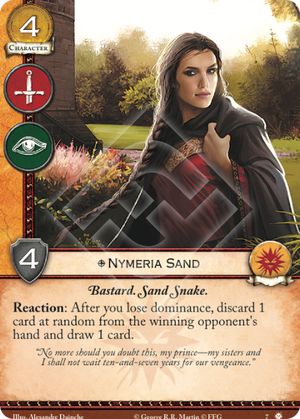 4
CHARACTER
4
NYMERIA SAND
Bastard. Sand Snake.
Reaction: After you lose dominance, discard 1
card at random from the winning opponent's
hand and draw 1 card.
"No more should you doubt this, my prince—my sisters and
I shall not wait ten-and-seven years for our vengeance."
Illus. Alexandre Dainche
© George R.R. Martin © FFG
7